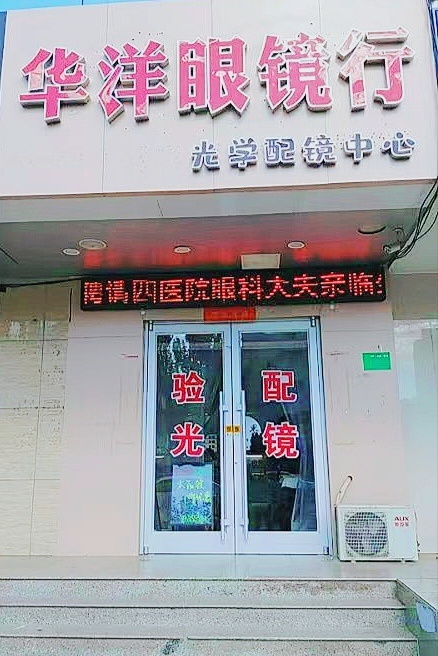 华洋眼镜行
光学配镜中心
聘请四医院眼科大夫亲临
验光
配镜
AUX